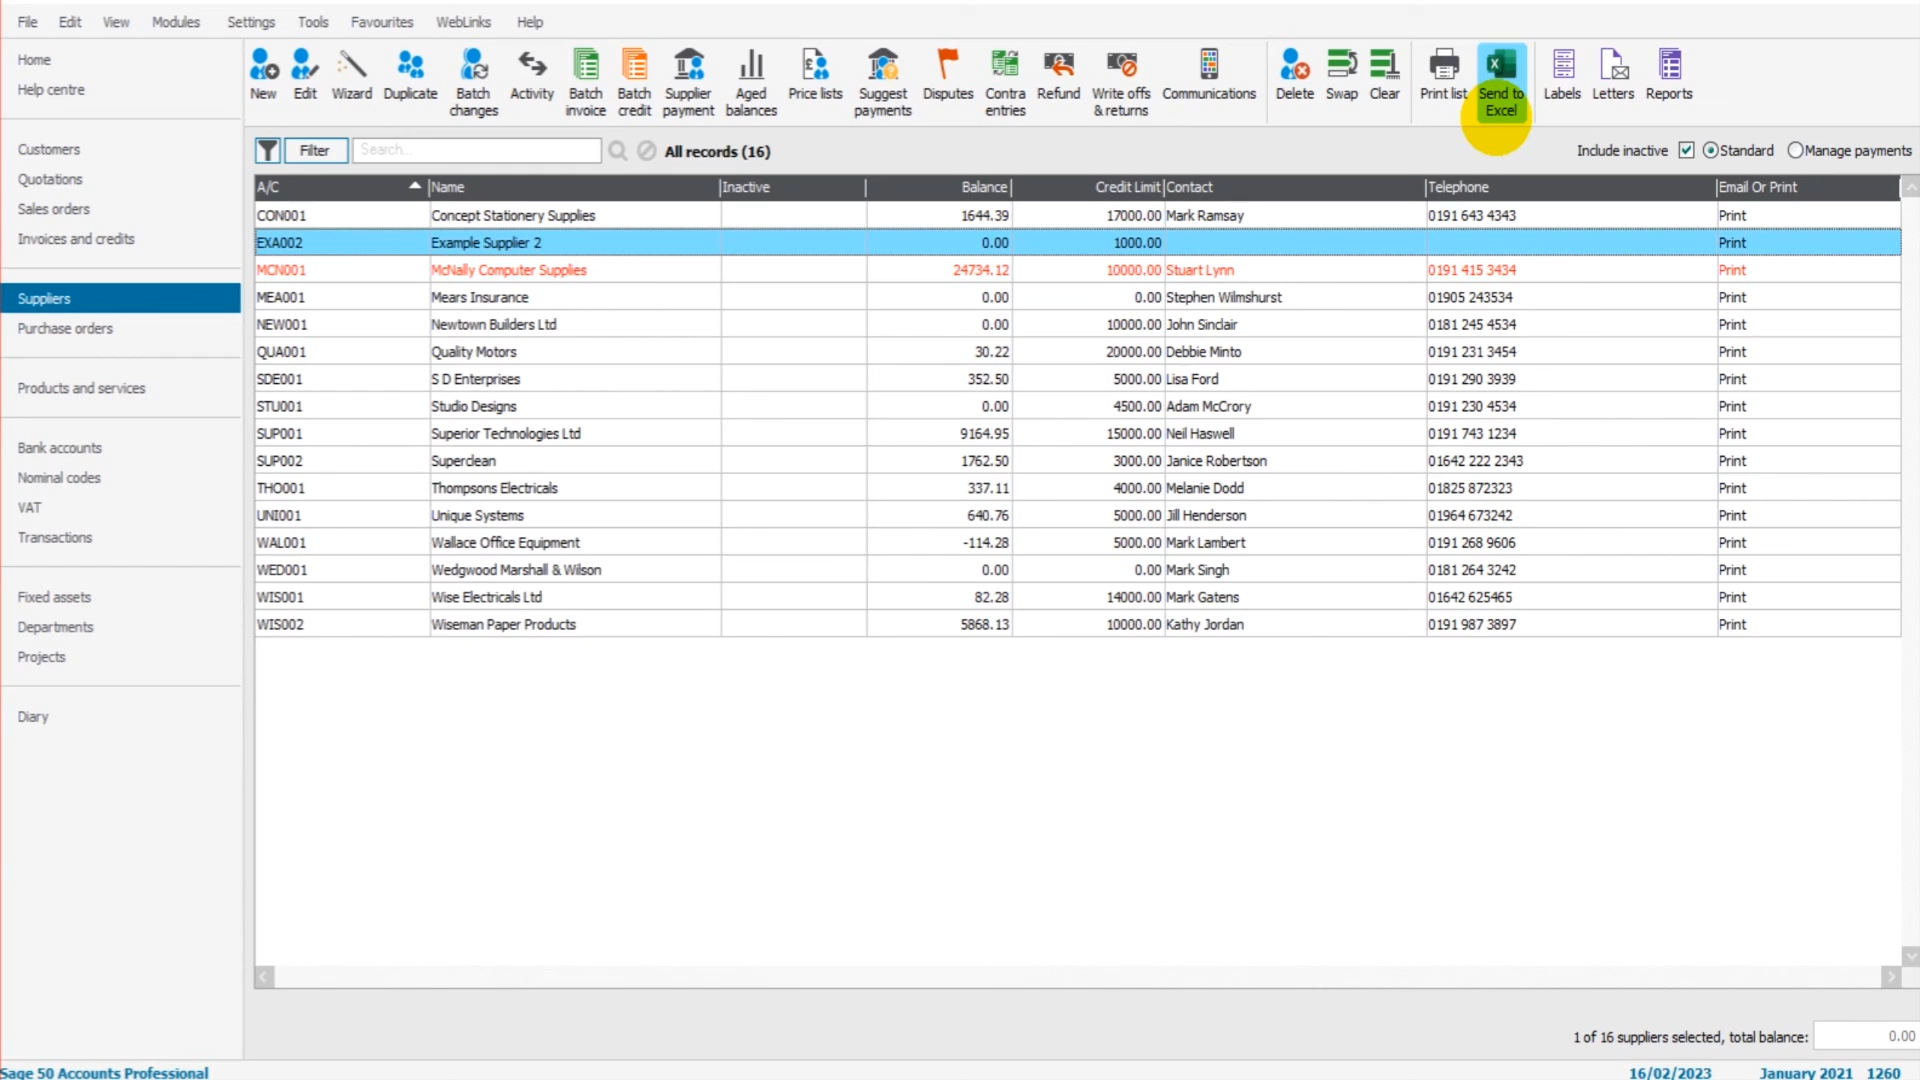 File Edit View Modules Settings Tools Favourites WebLinks Help
Home
Help centre
Customers
Quotations
Sales orders
Invoices and credits
Suppliers
Purchase orders
Products and services
Bank accounts
Nominal codes
VAT
Transactions
Fixed assets
Departments
Projects
Diary
New Edit Wizard Duplicate Batch changes Activity Batch invoice Batch credit Supplier payment Aged balances Price lists Suggest payments Disputes Contra entries Refund Write offs & returns Communications Delete Swap Clear Print list Send to Excel Labels Letters Reports
Filter Search... All records (16) Include inactive Standard Manage payments
A/C Name Inactive Balance Credit Limit Contact Telephone Email Or Print
CON001 Concept Stationery Supplies 1644.39 17000.00 Mark Ramsay 0191 643 4343 Print
EXA002 Example Supplier 2 0.00 1000.00 Print
MCN001 McNally Computer Supplies 24734.12 10000.00 Stuart Lynn 0191 415 3434 Print
MEA001 Mears Insurance 0.00 0.00 Stephen Wilmshurst 01905 243534 Print
NEW001 Newtown Builders Ltd 0.00 10000.00 John Sinclair 0181 245 4534 Print
QUA001 Quality Motors 30.22 20000.00 Debbie Minto 0191 231 3454 Print
SDE001 S D Enterprises 352.50 5000.00 Lisa Ford 0191 290 3939 Print
STU001 Studio Designs 0.00 4500.00 Adam McCrory 0191 230 4534 Print
SUP001 Superior Technologies Ltd 9164.95 15000.00 Neil Haswell 0191 743 1234 Print
SUP002 Superclean 1762.50 3000.00 Janice Robertson 01642 222 2343 Print
THO001 Thompsons Electricals 337.11 4000.00 Melanie Dodd 01825 872323 Print
UNI001 Unique Systems 640.76 5000.00 Jill Henderson 01964 673242 Print
WAL001 Wallace Office Equipment -114.28 5000.00 Mark Lambert 0191 268 9606 Print
WED001 Wedgwood Marshall & Wilson 0.00 0.00 Mark Singh 0181 264 3242 Print
WIS001 Wise Electricals Ltd 82.28 14000.00 Mark Gatens 01642 625465 Print
WIS002 Wiseman Paper Products 5868.13 10000.00 Kathy Jordan 0191 987 3897 Print
1 of 16 suppliers selected, total balance: 0.00
Sage 50 Accounts Professional 16/02/2023 January 2021 1260